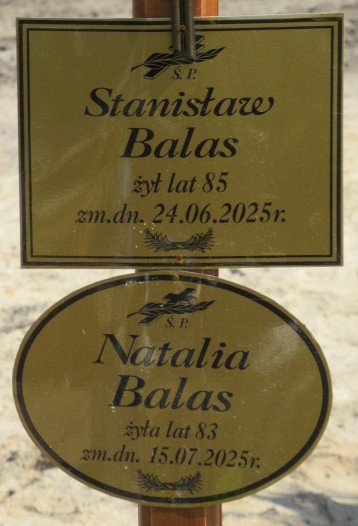 Ś. P.
Stanisław
Balas
żył lat 85
zm.dn. 24.06.2025r.
Ś. P.
Natalia
Balas
żyła lat 83
zm.dn. 15.07.2025r.